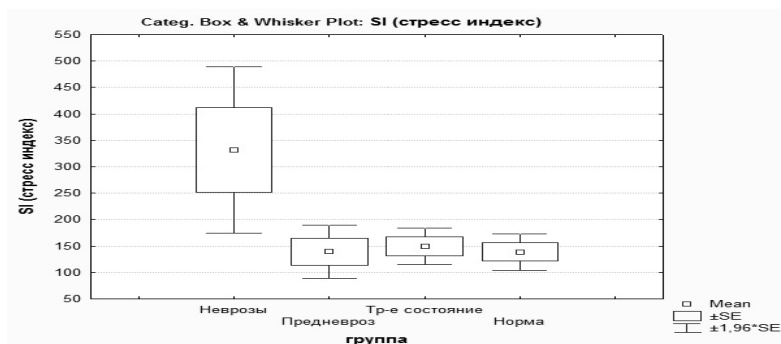 Categ. Box & Whisker Plot: SI (стресс индекс)
SI (стресс индекс)
550
500
450
400
350
300
250
200
150
100
50
Неврозы
Предневроз
Тр-е состояние
Норма
группа
Mean
±SE
±1,96*SE